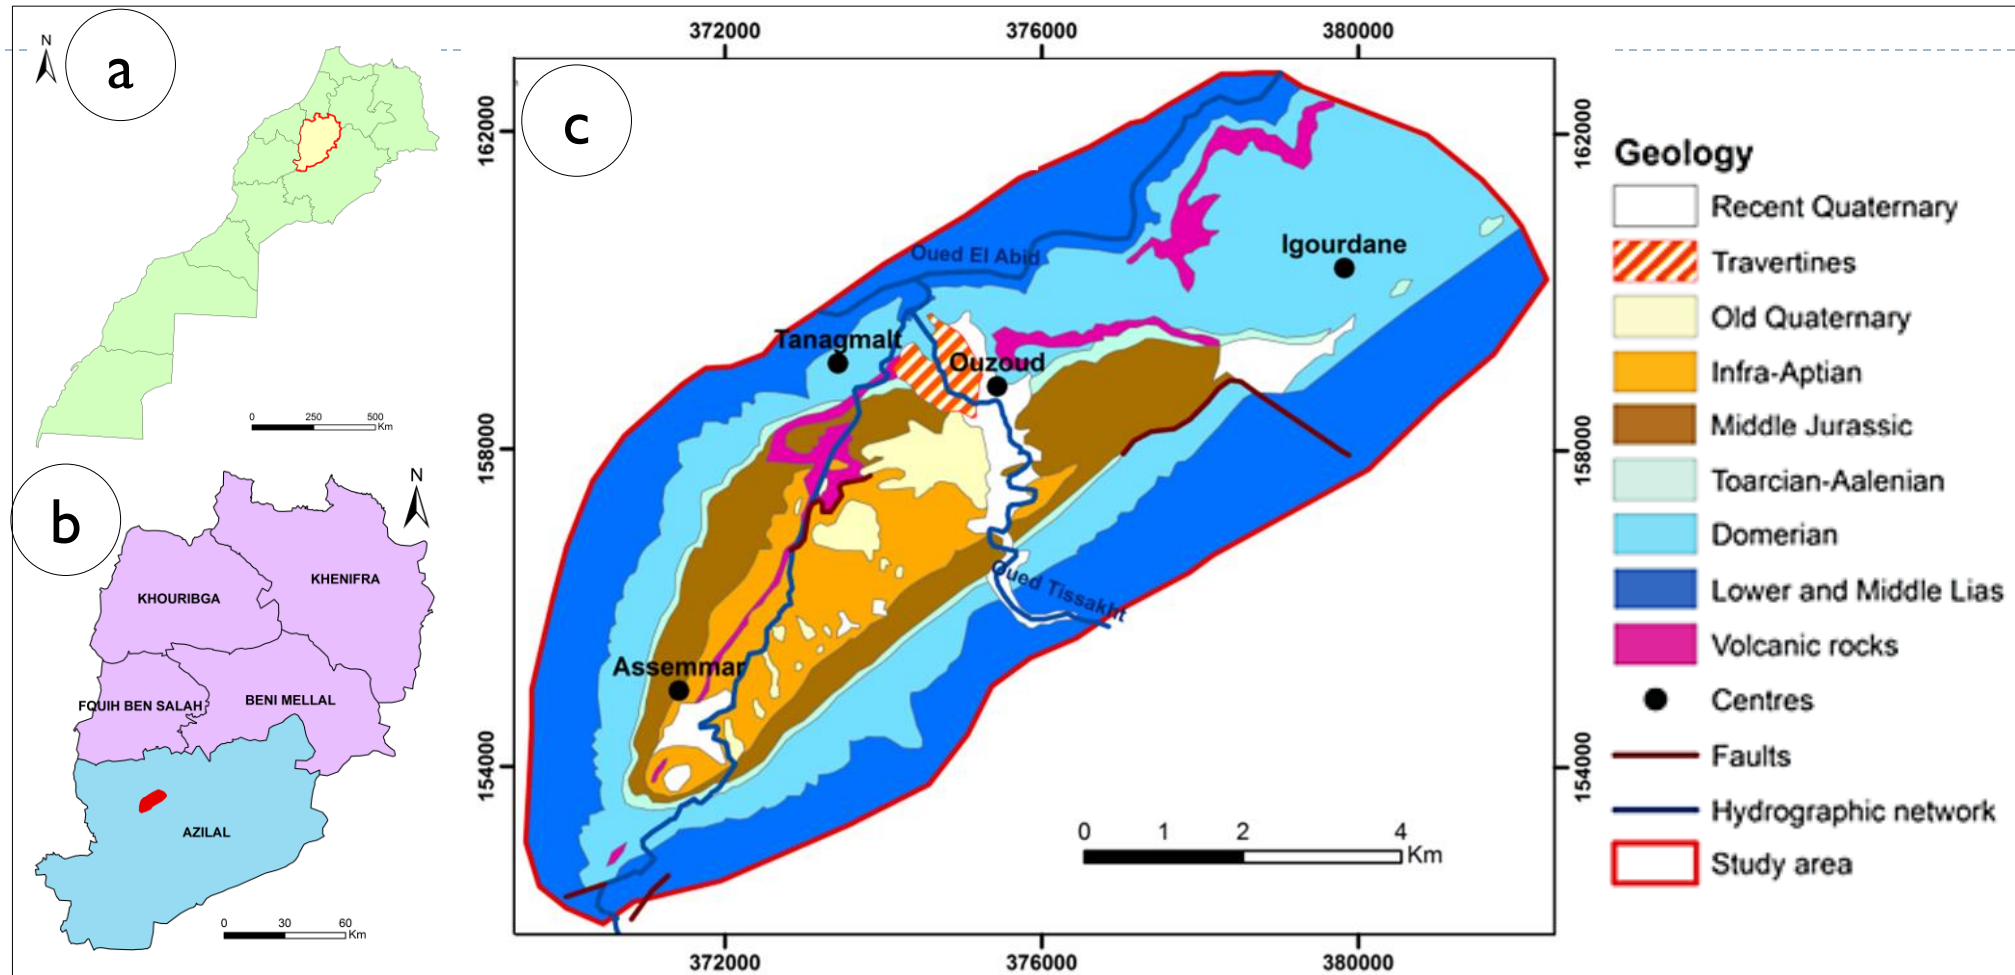 N
a
0 250 500
Km
b
N
KHENIFRA
KHOURIBGA
FQUIH BEN SALAH
BENI MELLAL
AZILAL
0 30 60
Km
c
372000 376000 380000
162000
158000
154000
162000
158000
154000
372000 376000 380000
Oued El Abid
Igourdane
Tanagmalt
Ouzoud
Oued Tissakht
Assemmar
0 1 2 4
Km
Geology
Recent Quaternary
Travertines
Old Quaternary
Infra-Aptian
Middle Jurassic
Toarcian-Aalenian
Domerian
Lower and Middle Lias
Volcanic rocks
Centres
Faults
Hydrographic network
Study area